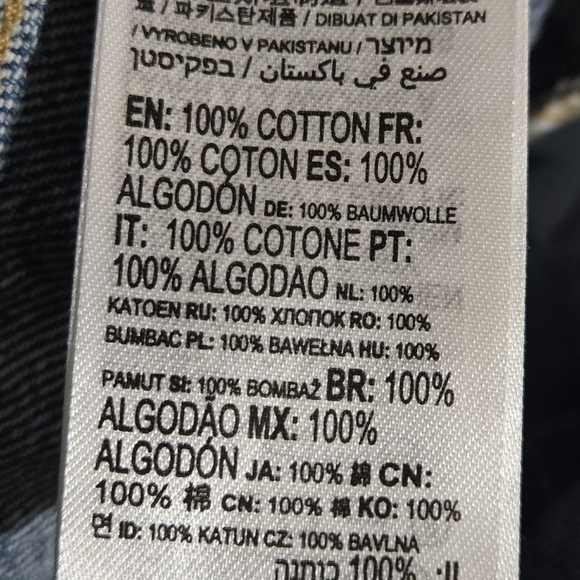 / 파키스탄제품 / DIBUAT DI PAKISTAN
/ VYROBENO V PAKISTANU / מיוצר
בפקיסטן / صنع في باكستان
EN: 100% COTTON FR:
100% COTON ES: 100%
ALGODÓN DE: 100% BAUMWOLLE
IT: 100% COTONE PT:
100% ALGODAO NL: 100%
KATOEN RU: 100% ХЛОПОК RO: 100%
BUMBAC PL: 100% BAWEŁNA HU: 100%
PAMUT SI: 100% BOMBAŽ BR: 100%
ALGODÃO MX: 100%
ALGODÓN JA: 100% 綿 CN:
100% 棉 CN: 100% 棉 KO: 100%
면 ID: 100% KATUN CZ: 100% BAVLNA
100% כותנה